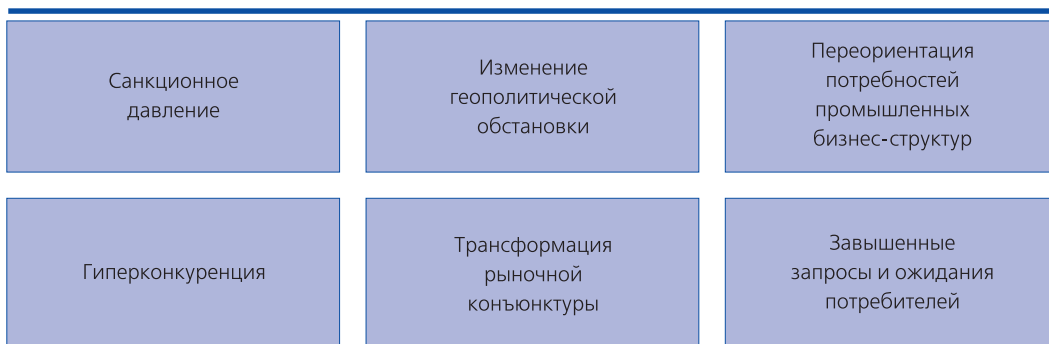 Санкционное
давление
Изменение
геополитической
обстановки
Переориентация
потребностей
промышленных
бизнес-структур
Гиперконкуренция
Трансформация
рыночной
конъюнктуры
Завышенные
запросы и ожидания
потребителей